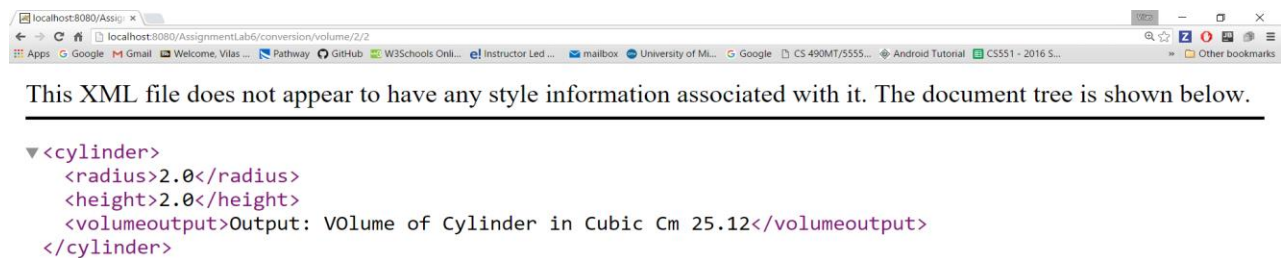 localhost:8080/Assig
Vilas
localhost:8080/AssignmentLab6/conversion/volume/2/2
Apps Google Gmail Welcome, Vilas ... Pathway GitHub W3Schools Onli... Instructor Led ... mailbox University of Mi... Google CS 490MT/5555... Android Tutorial CS551 - 2016 S... » Other bookmarks
This XML file does not appear to have any style information associated with it. The document tree is shown below.
▼<cylinder>
<radius>2.0</radius>
<height>2.0</height>
<volumeoutput>Output: VOlume of Cylinder in Cubic Cm 25.12</volumeoutput>
</cylinder>